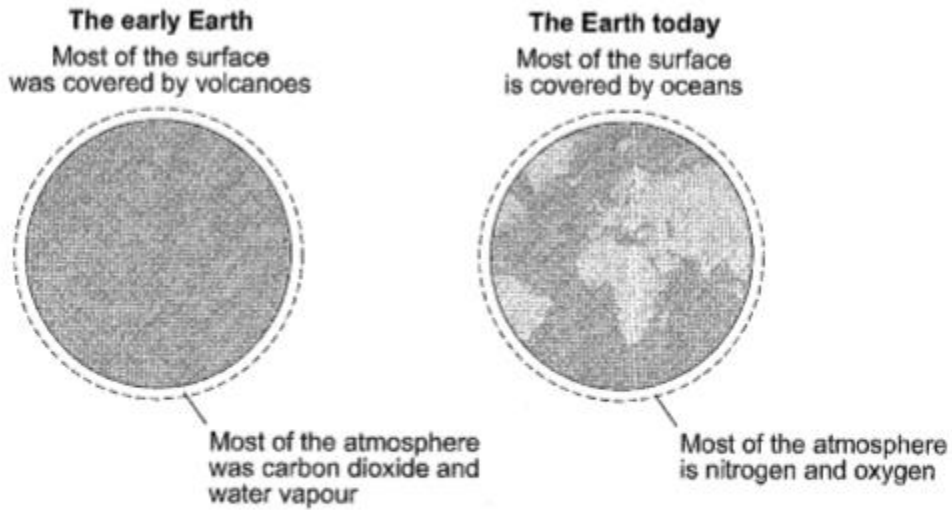 The early Earth
Most of the surface
was covered by volcanoes
Most of the atmosphere
was carbon dioxide and
water vapour
The Earth today
Most of the surface
is covered by oceans
Most of the atmosphere
is nitrogen and oxygen